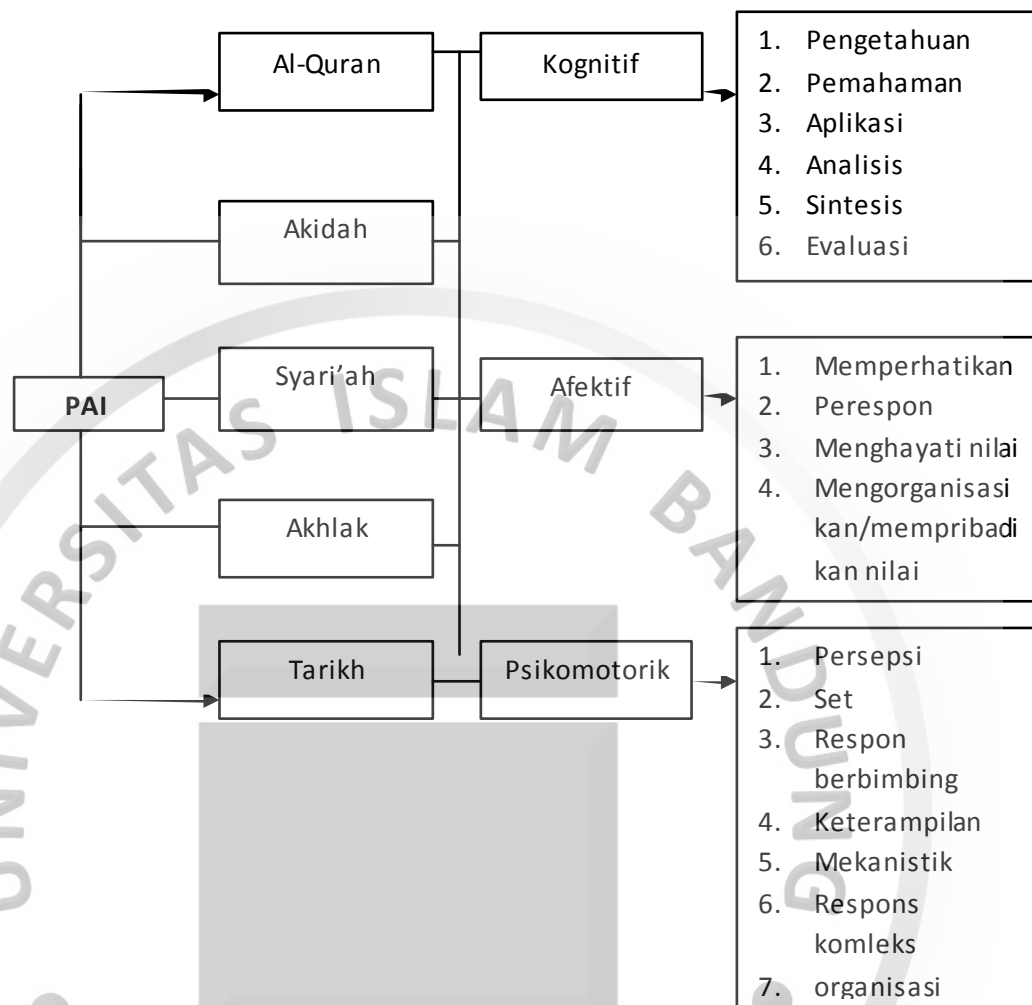 Al-Quran
Kognitif
1. Pengetahuan
2. Pemahaman
3. Aplikasi
4. Analisis
5. Sintesis
6. Evaluasi
Akidah
PAI
Syari’ah
Afektif
1. Memperhatikan
2. Perespon
3. Menghayati nilai
4. Mengorganisasi
kan/mempribadi
kan nilai
Akhlak
Tarikh
Psikomotorik
1. Persepsi
2. Set
3. Respon
berbimbing
4. Keterampilan
5. Mekanistik
6. Respons
komleks
7. organisasi
UNIVERSITAS ISLAM BANDUNG